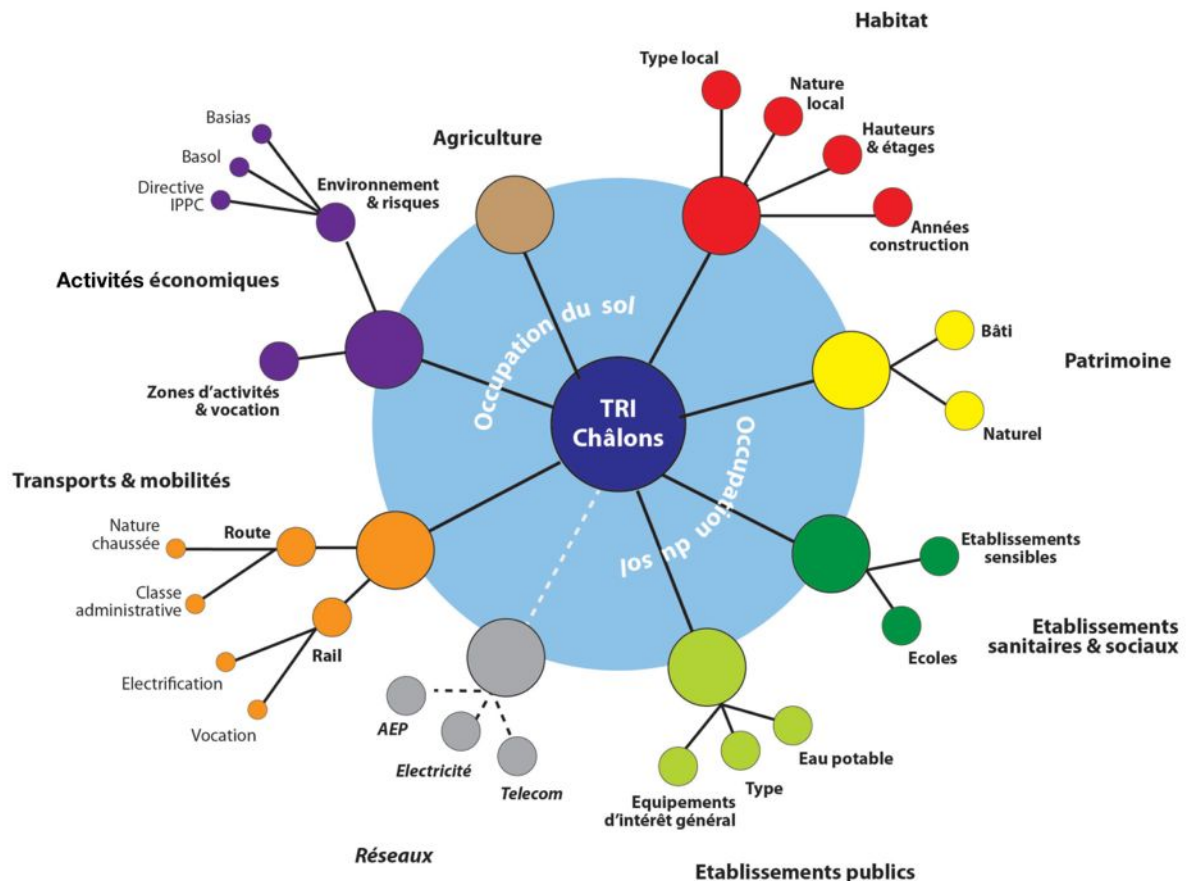 Habitat
Type local
Nature
local
Hauteurs
& étages
Années
construction
Agriculture
Basias
Basol
Directive
IPPC
Environnement
& risques
Activités économiques
Zones d’activités
& vocation
Occupation du sol
TRI
Châlons
Occupation du sol
Bâti
Patrimoine
Naturel
Transports & mobilités
Nature
chaussée
Route
Classe
administrative
Rail
Electrification
Vocation
Etablissements
sensibles
Ecoles
Etablissements
sanitaires & sociaux
AEP
Electricité
Telecom
Réseaux
Eau potable
Type
Equipements
d’intérêt général
Etablissements publics